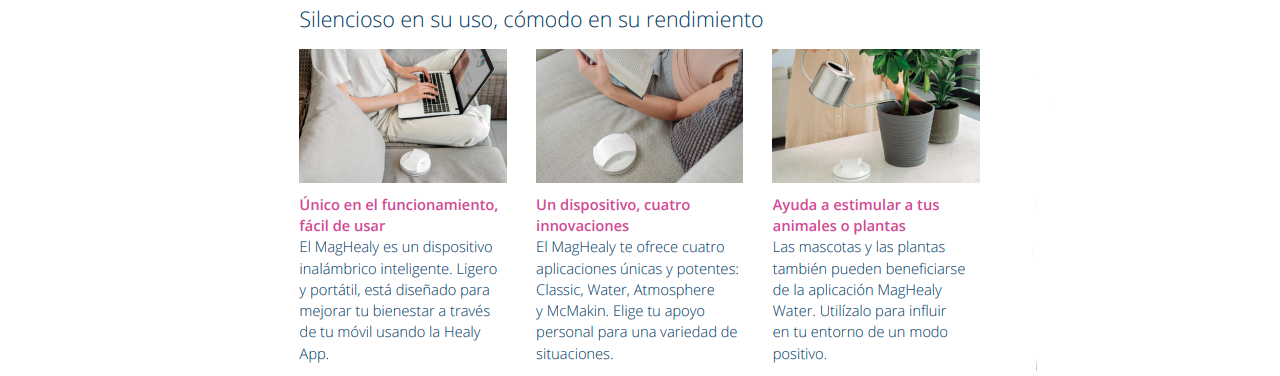 Silencioso en su uso, cómodo en su rendimiento
Único en el funcionamiento,
fácil de usar
El MagHealy es un dispositivo
inalámbrico inteligente. Ligero
y portátil, está diseñado para
mejorar tu bienestar a través
de tu móvil usando la Healy
App.
Un dispositivo, cuatro
innovaciones
El MagHealy te ofrece cuatro
aplicaciones únicas y potentes:
Classic, Water, Atmosphere
y McMakin. Elige tu apoyo
personal para una variedad de
situaciones.
Ayuda a estimular a tus
animales o plantas
Las mascotas y las plantas
también pueden beneficiarse
de la aplicación MagHealy
Water. Utilízalo para influir
en tu entorno de un modo
positivo.